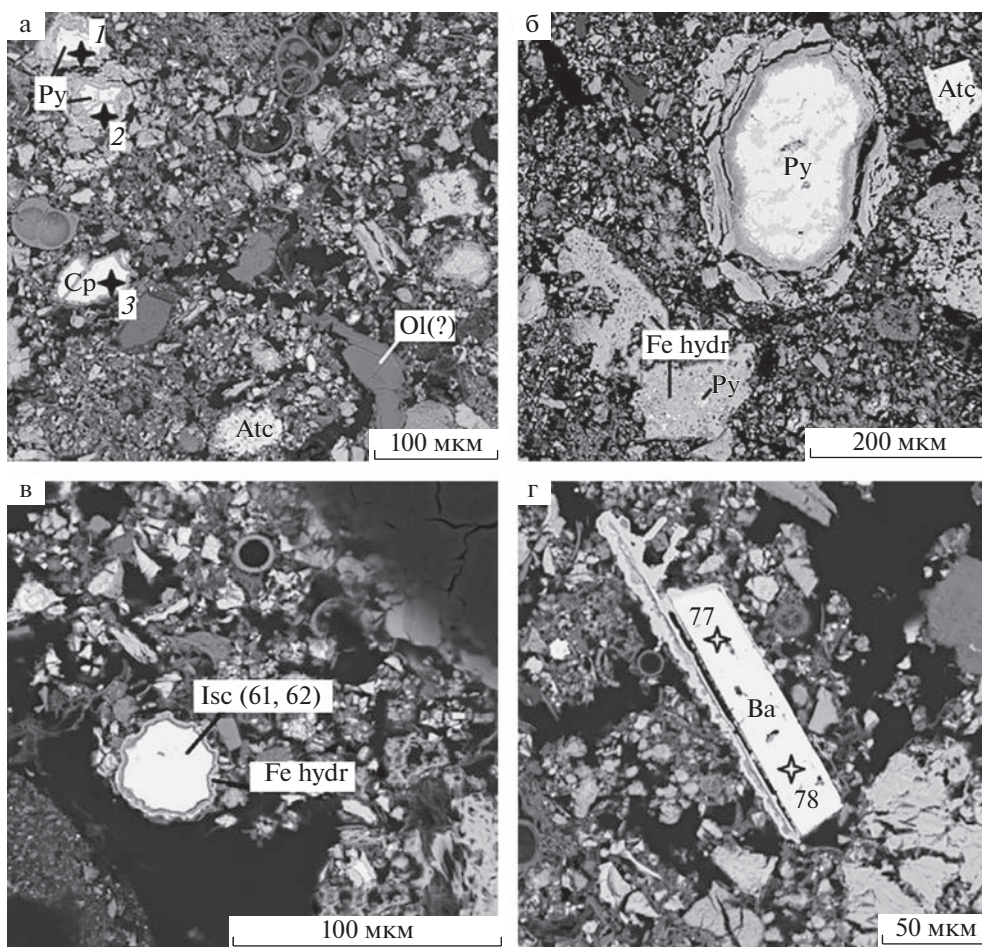 а
1
Py
2
Cp
3
Ol(?)
Atc
100 мкм
б
Atc
Py
Fe hydr
Py
200 мкм
в
Isc (61, 62)
Fe hydr
100 мкм
г
77
Ba
78
50 мкм